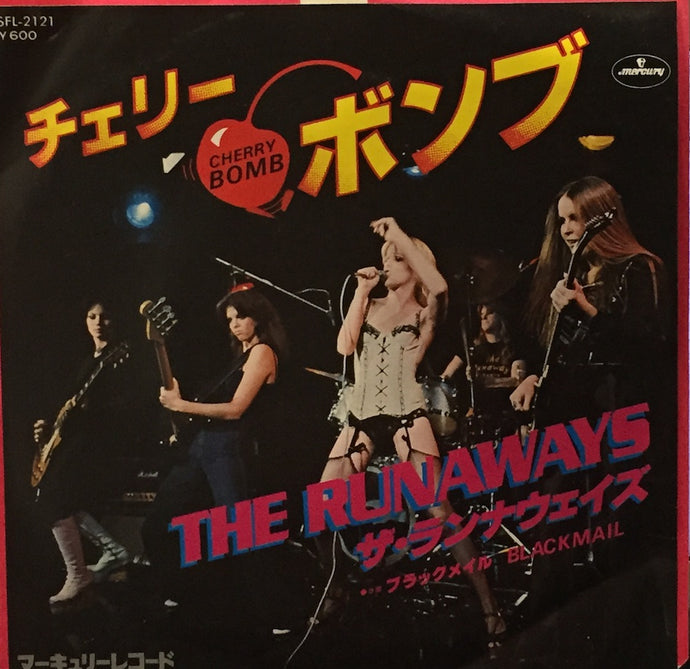 SFL-2121
¥600
チェリー
ボンブ
CHERRY
BOMB
mercury
THE RUNAWAYS
ザ・ランナウェイズ
ブラックメイル BLACKMAIL
マーキュリーレコード